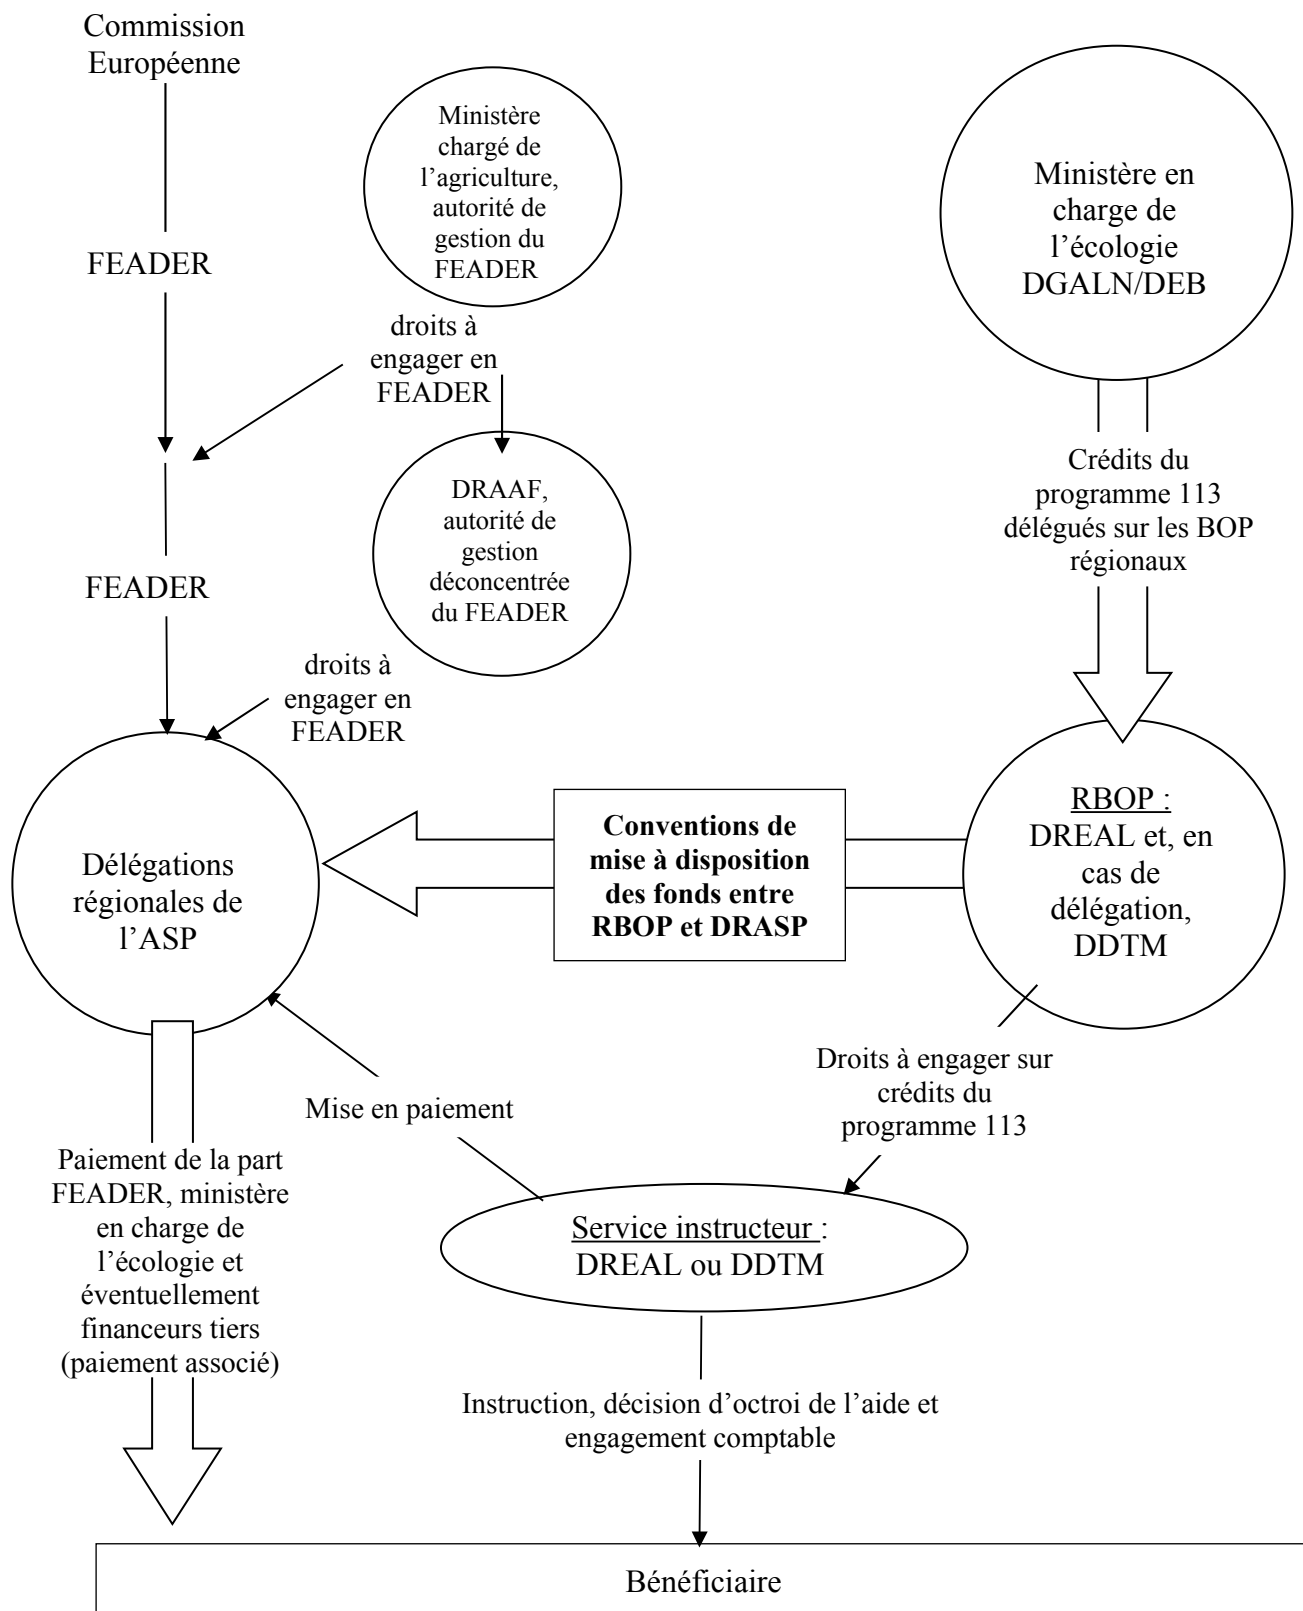 Commission
Européenne
Ministère
chargé de
l’agriculture,
autorité de
gestion du
FEADER
Ministère en
charge de
l’écologie
DGALN/DEB
FEADER
droits à
engager en
FEADER
Crédits du
programme 113
délégués sur les BOP
régionaux
DRAAF,
autorité de
gestion
déconcentrée
du FEADER
FEADER
droits à
engager en
FEADER
Délégations
régionales de
l’ASP
Conventions de
mise à disposition
des fonds entre
RBOP et DRASP
RBOP :
DREAL et, en
cas de
délégation,
DDTM
Droits à engager sur
crédits du
programme 113
Mise en paiement
Paiement de la part
FEADER, ministère
en charge de
l’écologie et
éventuellement
financeurs tiers
(paiement associé)
Service instructeur :
DREAL ou DDTM
Instruction, décision d’octroi de l’aide et
engagement comptable
Bénéficiaire